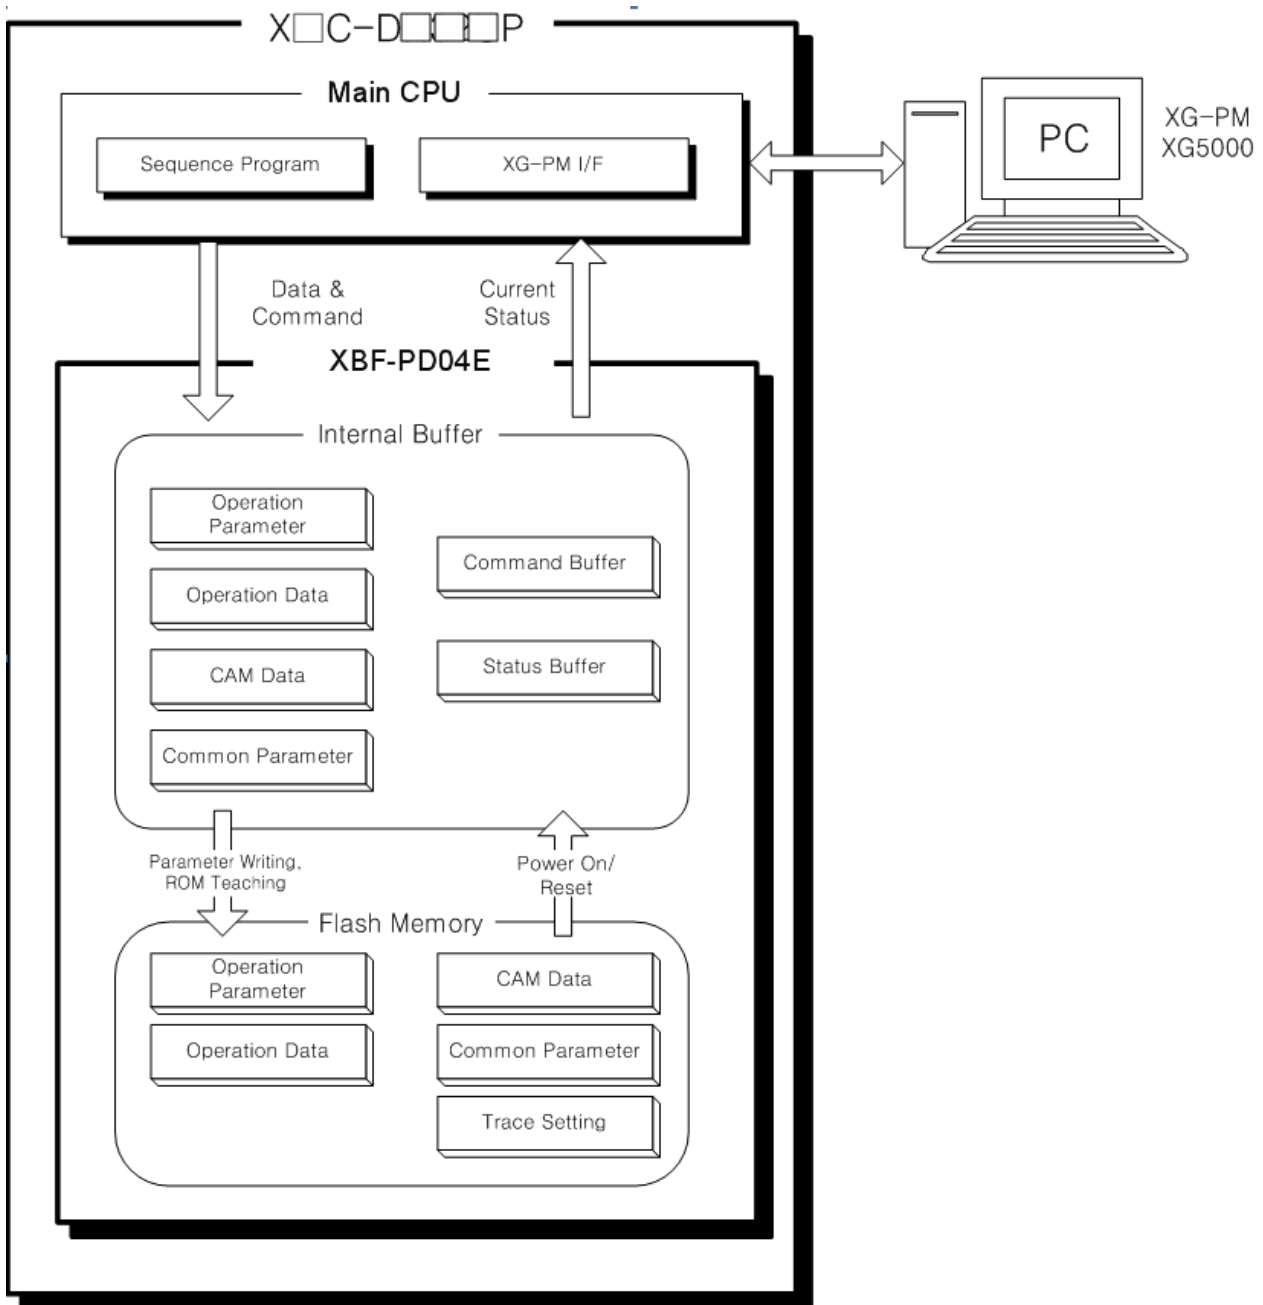 X□C-D□□□P
Main CPU
Sequence Program
XG-PM I/F
PC
XG-PM
XG5000
Data &
Command
Current
Status
XBF-PD04E
Internal Buffer
Operation
Parameter
Operation Data
CAM Data
Common Parameter
Command Buffer
Status Buffer
Parameter Writing,
ROM Teaching
Power On/
Reset
Flash Memory
Operation
Parameter
Operation Data
CAM Data
Common Parameter
Trace Setting